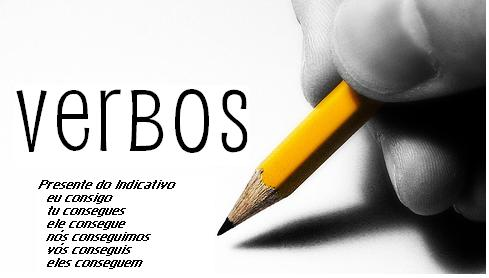 verBos
Presente do Indicativo
eu consigo
tu consegues
ele consegue
nós conseguimos
vós conseguis
eles conseguem